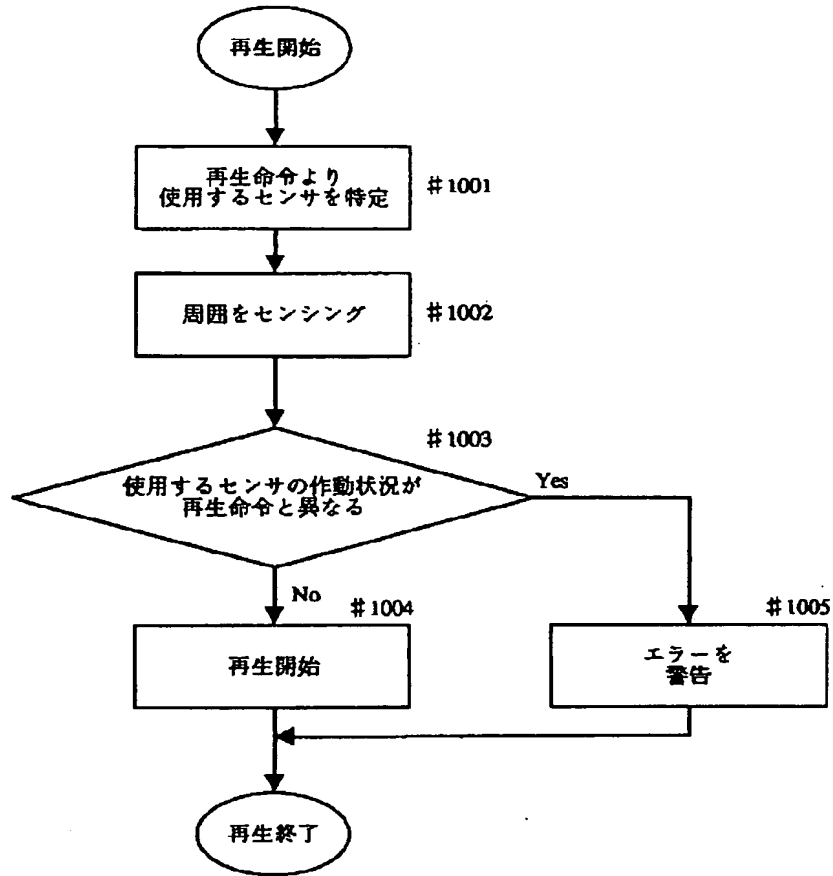 再生開始
再生命令より
使用するセンサを特定
#1001
周囲をセンシング
#1002
#1003
使用するセンサの作動状況が
再生命令と異なる
Yes
No
#1004
#1005
再生開始
エラーを
警告
再生終了